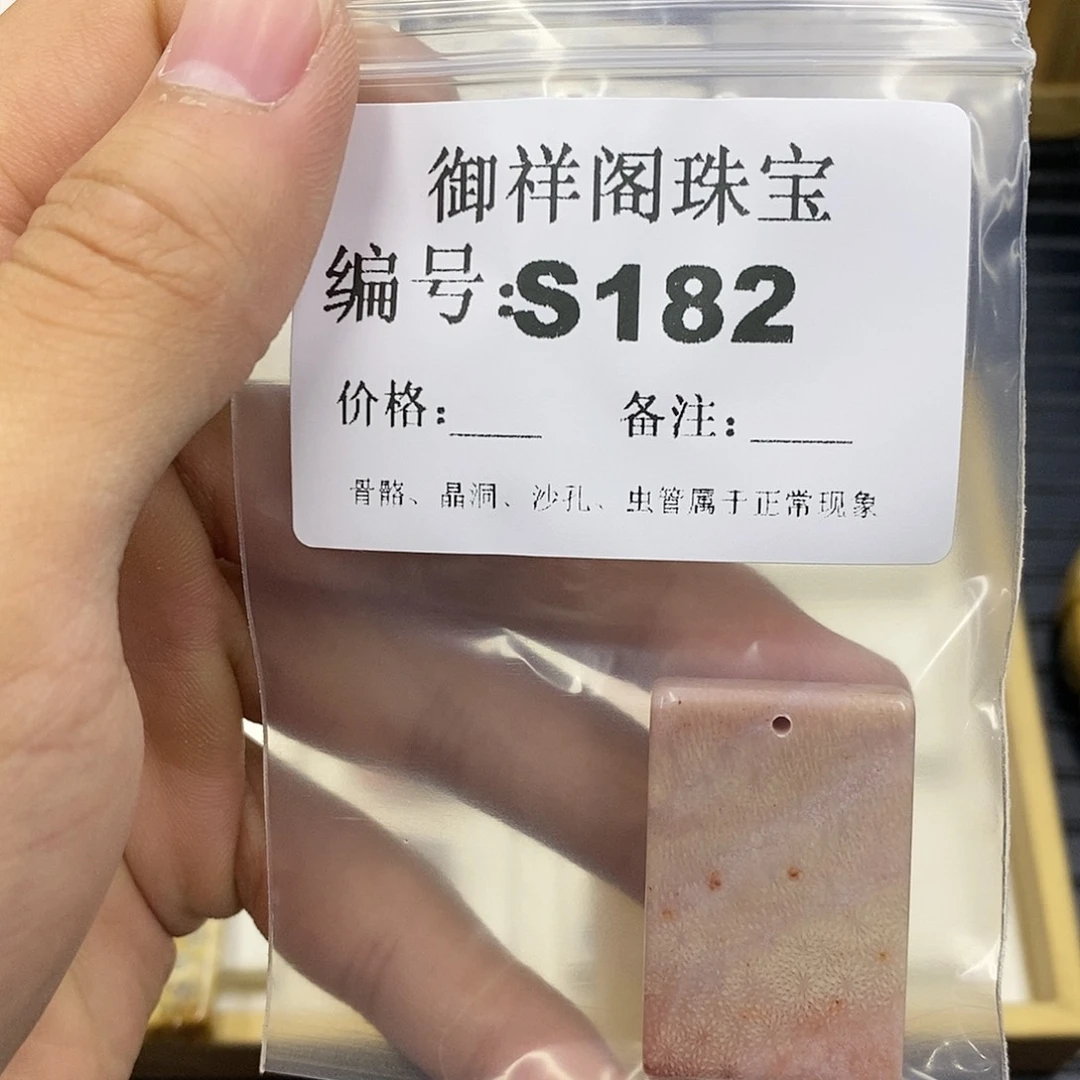 御祥阁珠宝
编号:S182
价格:____ 备注:____
骨骼、晶洞、沙孔、虫管属于正常现象